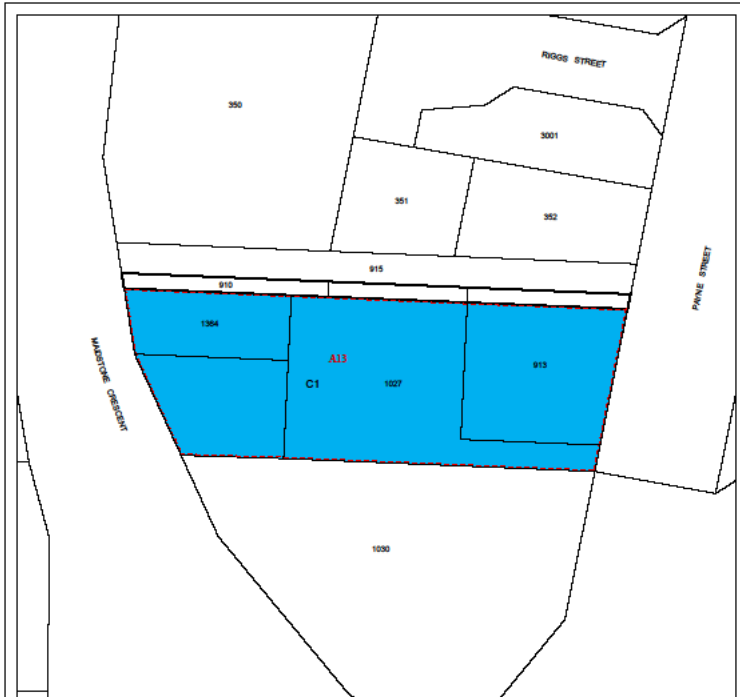 RIGGS STREET
350
3001
351
352
PAYNE STREET
915
910
1364
MAIDSTONE CRESCENT
A13
913
C1
1027
1030